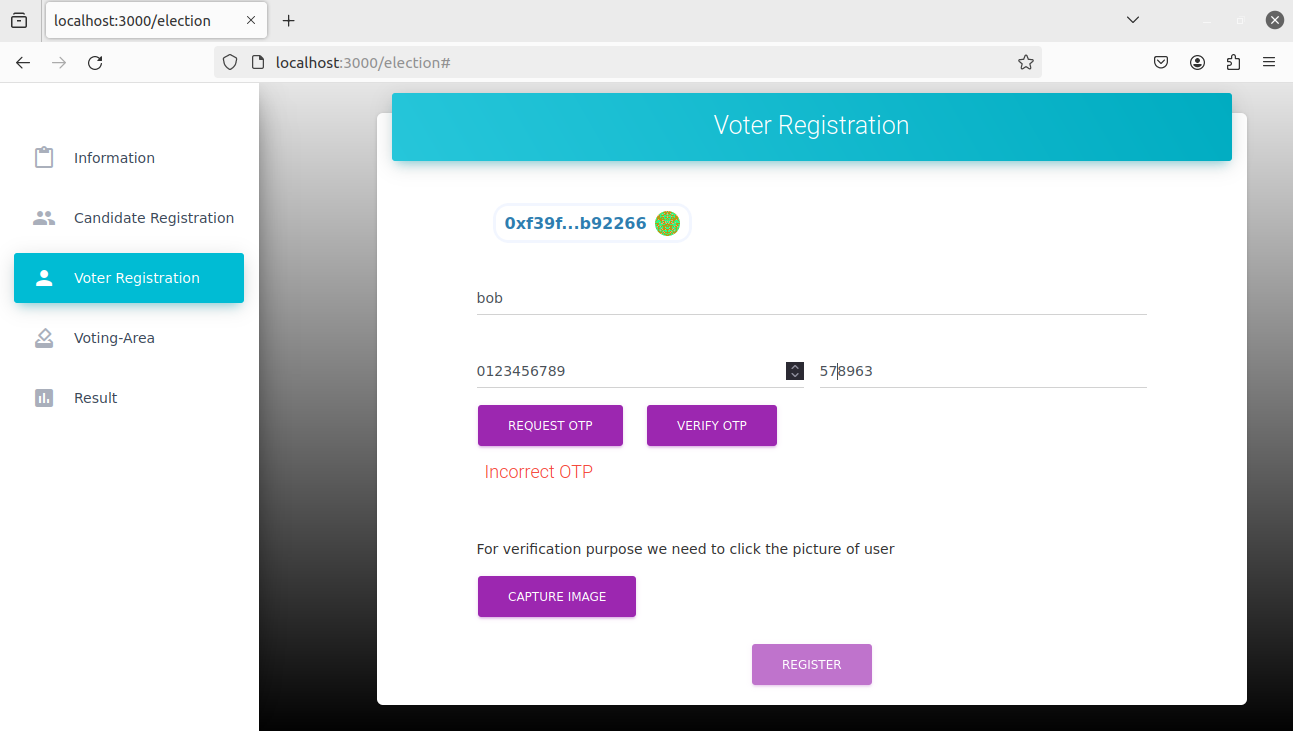 localhost:3000/election
localhost:3000/election#
Information
Candidate Registration
Voter Registration
Voting-Area
Result
Voter Registration
0xf39f...b92266
bob
0123456789 578963
REQUEST OTP VERIFY OTP
Incorrect OTP
For verification purpose we need to click the picture of user
CAPTURE IMAGE
REGISTER